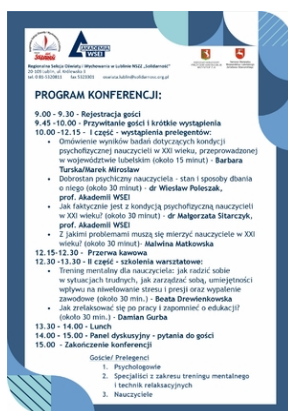 Solidarność
AKADEMIA
WSEI
Regionalna Sekcja Oświaty i Wychowania w Lublinie NSZZ „Solidarność"
20-109 Lublin, ul. Królewska 3
PROGRAM KONFERENCJI:
9.00 - 9.30 - Rejestracja gości
9.45 -10.00 - Przywitanie gości i krótkie wystąpienia
10.00 -12.15 - I część - wystąpienia prelegentów:
• Omówienie wyników badań dotyczących kondycji
psychofizycznej nauczycieli w XXI wieku, przeprowadzonej
w województwie lubelskim (około 15 minut) - Barbara
Turska/Marek Mirosław
• Dobrostan psychiczny nauczyciela - stan i sposoby dbania
o niego (około 30 minut) - dr Wiesław Poleszak,
prof. Akademii WSEI
• Jak faktycznie jest z kondycją psychofizyczną nauczycieli
w XXI wieku? (około 30 minut) - dr Małgorzata Sitarczyk,
prof. Akademii WSEI
• Z jakimi problemami muszą się mierzyć nauczyciele w XXI
wieku? (około 30 minut)- Malwina Matkowska
12.15-12.30 - Przerwa kawowa
12.30 -13.30 - II część - szkolenia warsztatowe:
• Trening mentalny dla nauczyciela: jak radzić sobie
w sytuacjach trudnych, jak zarządzać sobą, umiejętności
wpływu na niwelowanie stresu i presji oraz wypalenie
zawodowe (około 30 min.) - Beata Drewienkowska
• Jak zrelaksować się po pracy i zapomnieć o edukacji?
(około 30 min.) - Damian Gurba
13.30 - 14.00 - Lunch
14.00 - 15.00 - Panel dyskusyjny - pytania do gości
15.00 - Zakończenie konferencji
Goście/ Prelegenci
1. Psychologowie
2. Specjaliści z zakresu treningu mentalnego
i technik relaksacyjnych
3. Nauczyciele